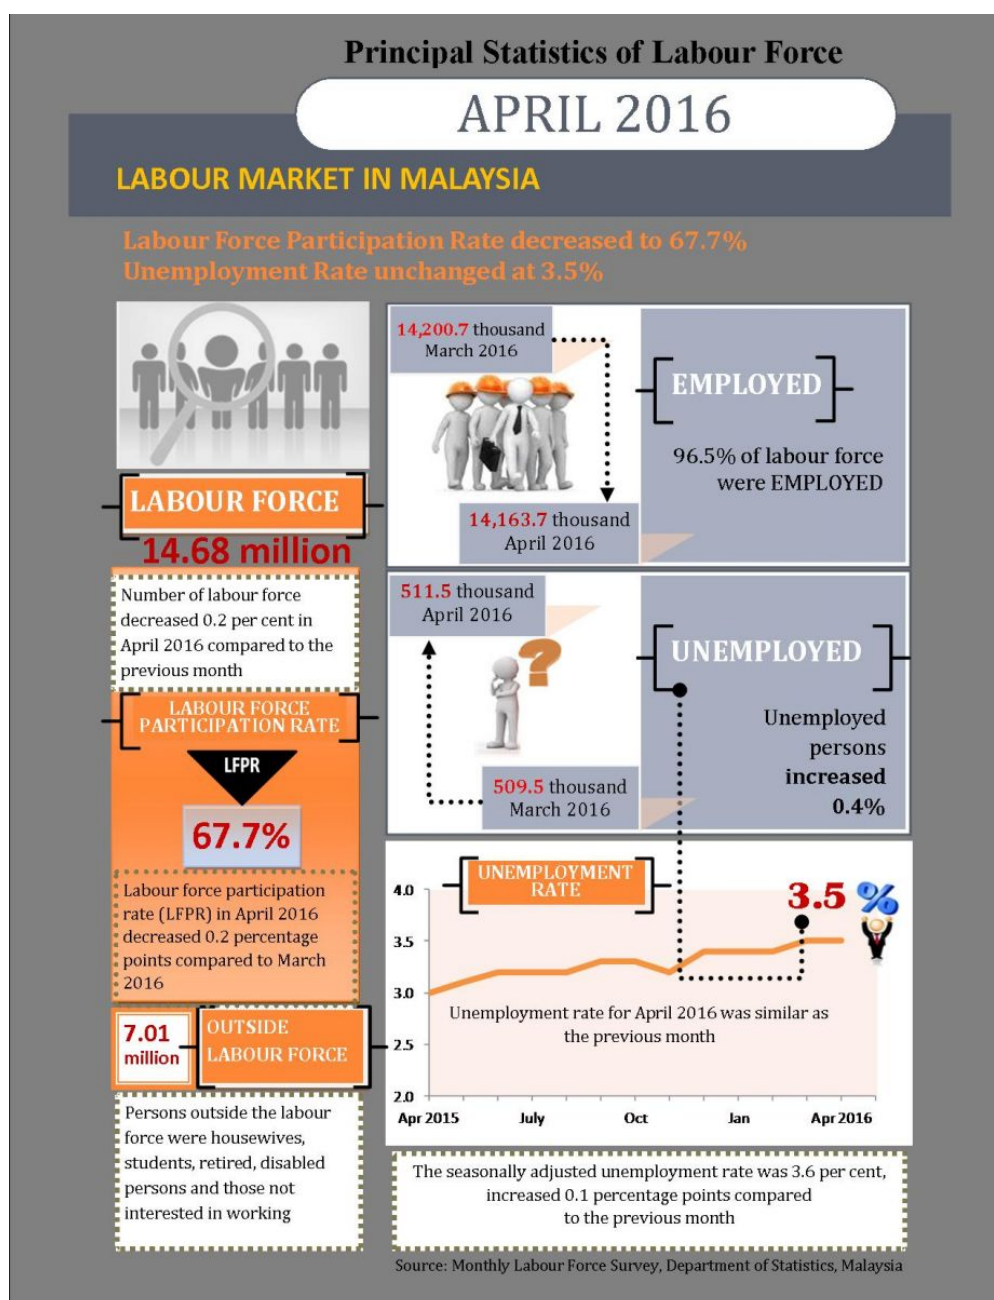 Principal Statistics of Labour Force
APRIL 2016
LABOUR MARKET IN MALAYSIA
Labour Force Participation Rate decreased to 67.7%
Unemployment Rate unchanged at 3.5%
LABOUR FORCE
14.68 million
Number of labour force
decreased 0.2 per cent in
April 2016 compared to the
previous month
LABOUR FORCE
PARTICIPATION RATE
LFPR
67.7%
Labour force participation
rate (LFPR) in April 2016
decreased 0.2 percentage
points compared to March
2016
7.01
million
OUTSIDE
LABOUR FORCE
Persons outside the labour
force were housewives,
students, retired, disabled
persons and those not
interested in working
14,200.7 thousand
March 2016
14,163.7 thousand
April 2016
EMPLOYED
96.5% of labour force
were EMPLOYED
511.5 thousand
April 2016
509.5 thousand
March 2016
UNEMPLOYED
Unemployed
persons
increased
0.4%
UNEMPLOYMENT
RATE
3.5 %
4.0
3.5
3.0
2.5
2.0
Unemployment rate for April 2016 was similar as
the previous month
Apr 2015 July Oct Jan Apr 2016
The seasonally adjusted unemployment rate was 3.6 per cent,
increased 0.1 percentage points compared
to the previous month
Source: Monthly Labour Force Survey, Department of Statistics, Malaysia